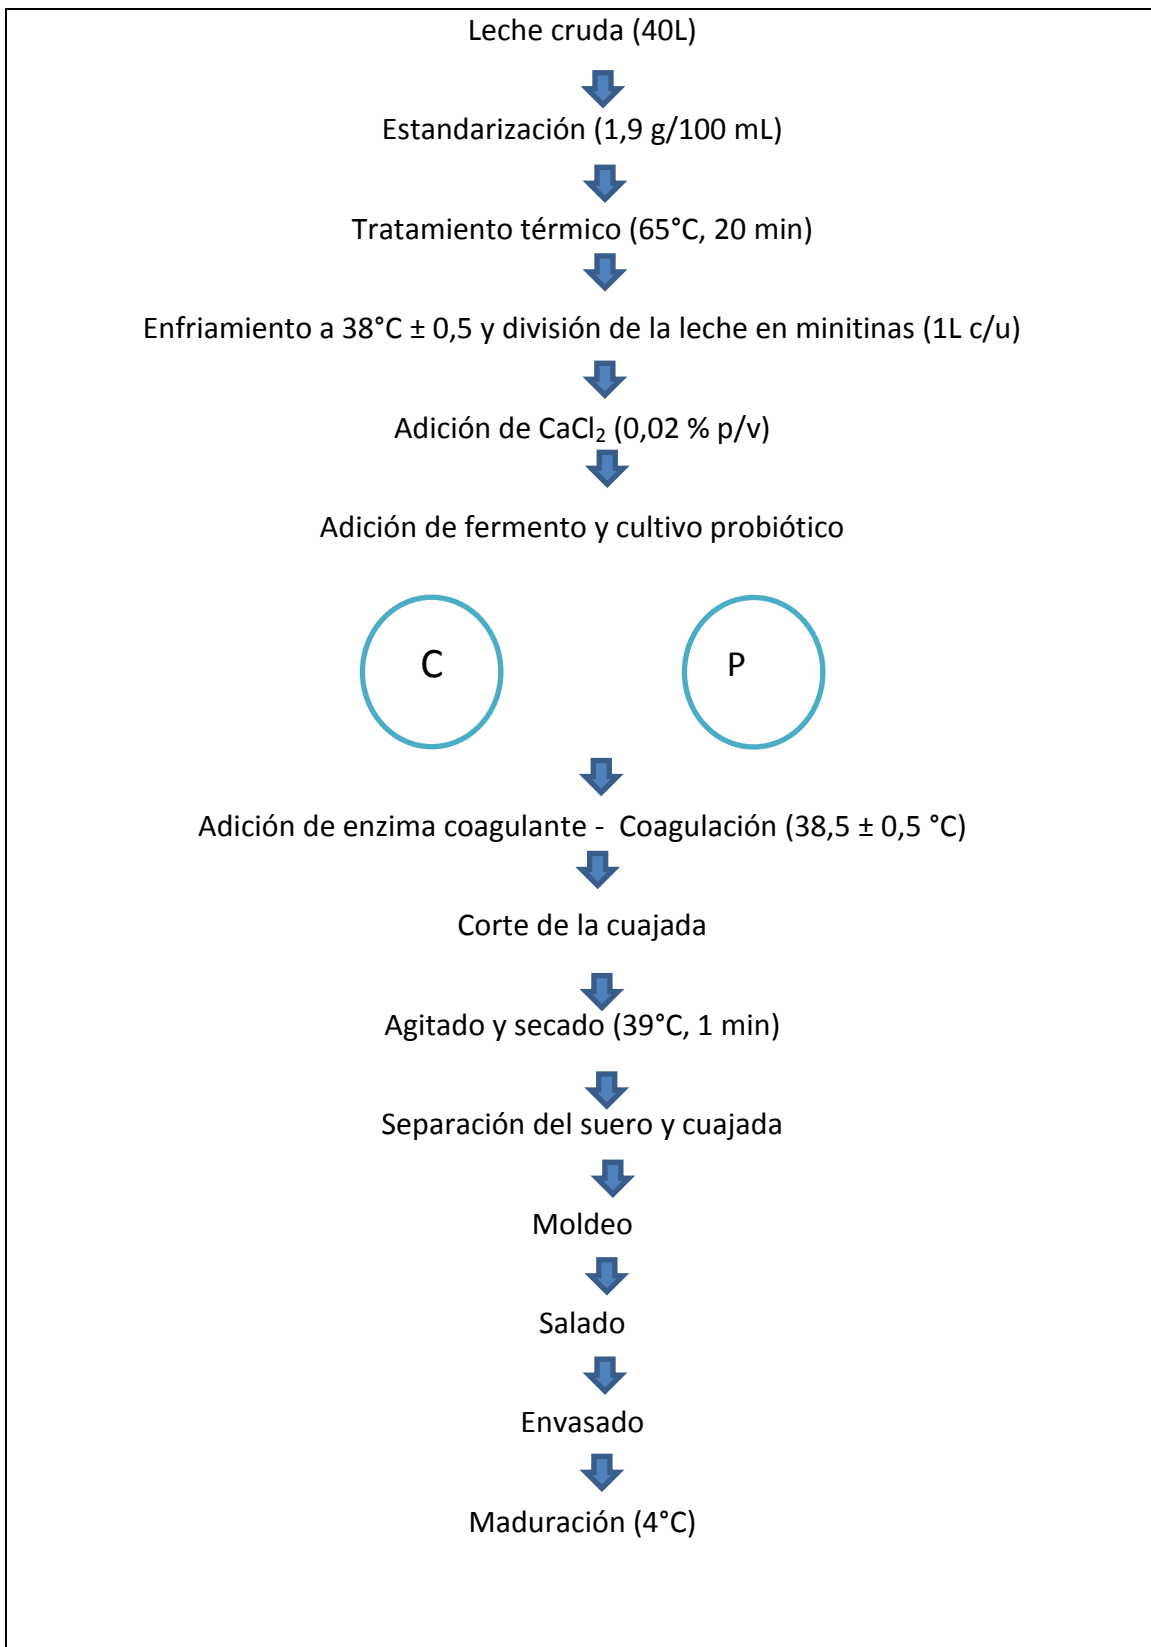 Leche cruda (40L)
Estandarización (1,9 g/100 mL)
Tratamiento térmico (65°C, 20 min)
Enfriamiento a 38°C ± 0,5 y división de la leche en minitinas (1L c/u)
Adición de CaCl₂ (0,02 % p/v)
Adición de fermento y cultivo probiótico
C P
Adición de enzima coagulante - Coagulación (38,5 ± 0,5 °C)
Corte de la cuajada
Agitado y secado (39°C, 1 min)
Separación del suero y cuajada
Moldeo
Salado
Envasado
Maduración (4°C)